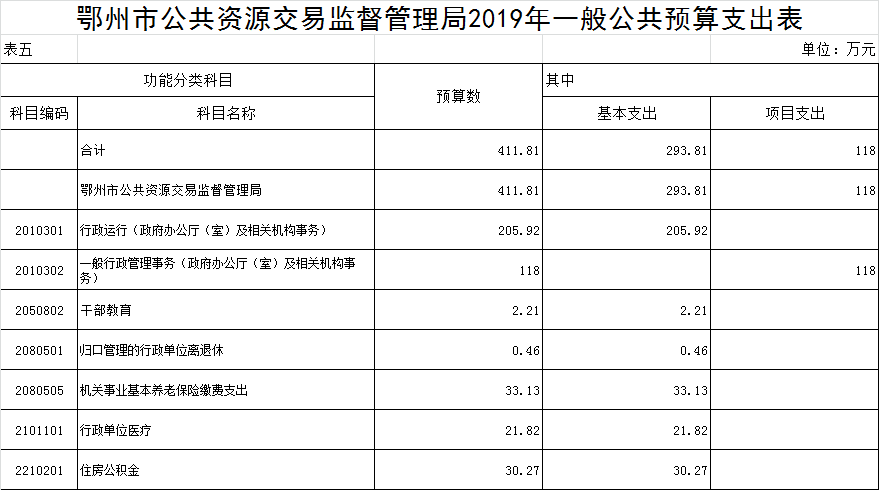 鄂州市公共资源交易监督管理局2019年一般公共预算支出表
表五 单位：万元
功能分类科目 预算数 其中
科目编码 科目名称 基本支出 项目支出
合计 411.81 293.81 118
鄂州市公共资源交易监督管理局 411.81 293.81 118
2010301 行政运行（政府办公厅（室）及相关机构事务） 205.92 205.92
2010302 一般行政管理事务（政府办公厅（室）及相关机构事
务） 118 118
2050802 干部教育 2.21 2.21
2080501 归口管理的行政单位离退休 0.46 0.46
2080505 机关事业基本养老保险缴费支出 33.13 33.13
2101101 行政单位医疗 21.82 21.82
2210201 住房公积金 30.27 30.27